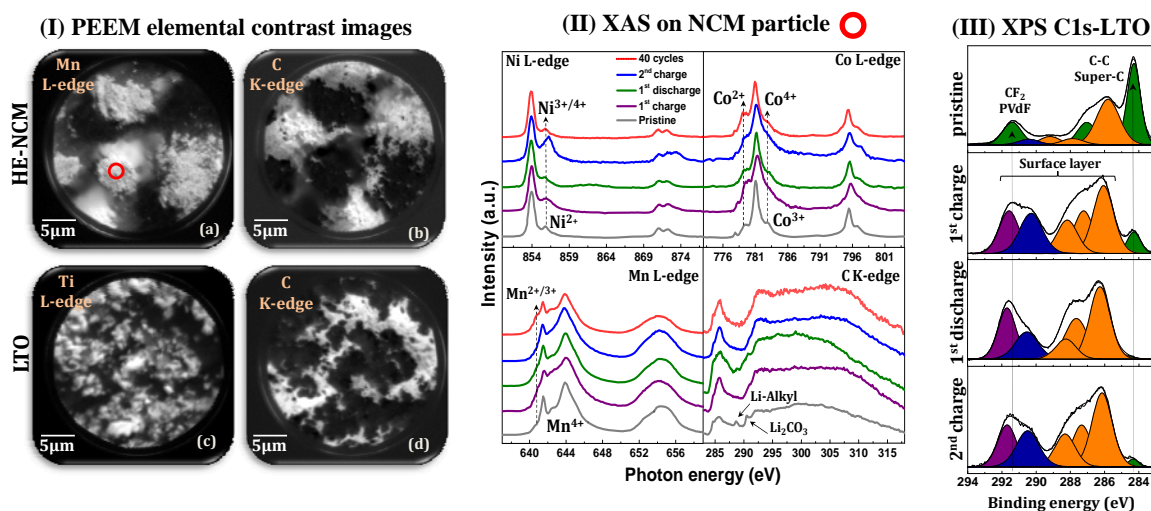 (I) PEEM elemental contrast images
HE-NCM
Mn
L-edge
5µm
(a)
C
K-edge
5µm
(b)
LTO
Ti
L-edge
5µm
(c)
C
K-edge
5µm
(d)
(II) XAS on NCM particle
Intensity (a.u.)
Ni L-edge
40 cycles
2nd charge
1st discharge
1st charge
Pristine
Ni3+/4+
Ni2+
854 859 864 869 874
Co L-edge
Co2+
Co4+
Co3+
776 781 786 791 796 801
Mn L-edge
Mn2+/3+
Mn4+
640 644 648 652 656
C K-edge
Li-Alkyl
Li2CO3
285 290 295 300 305 310 315
Photon energy (eV)
(III) XPS C1s-LTO
pristine
CF2
PVdF
C-C
Super-C
1st charge
Surface layer
1st discharge
2nd charge
294 292 290 288 286 284
Binding energy (eV)